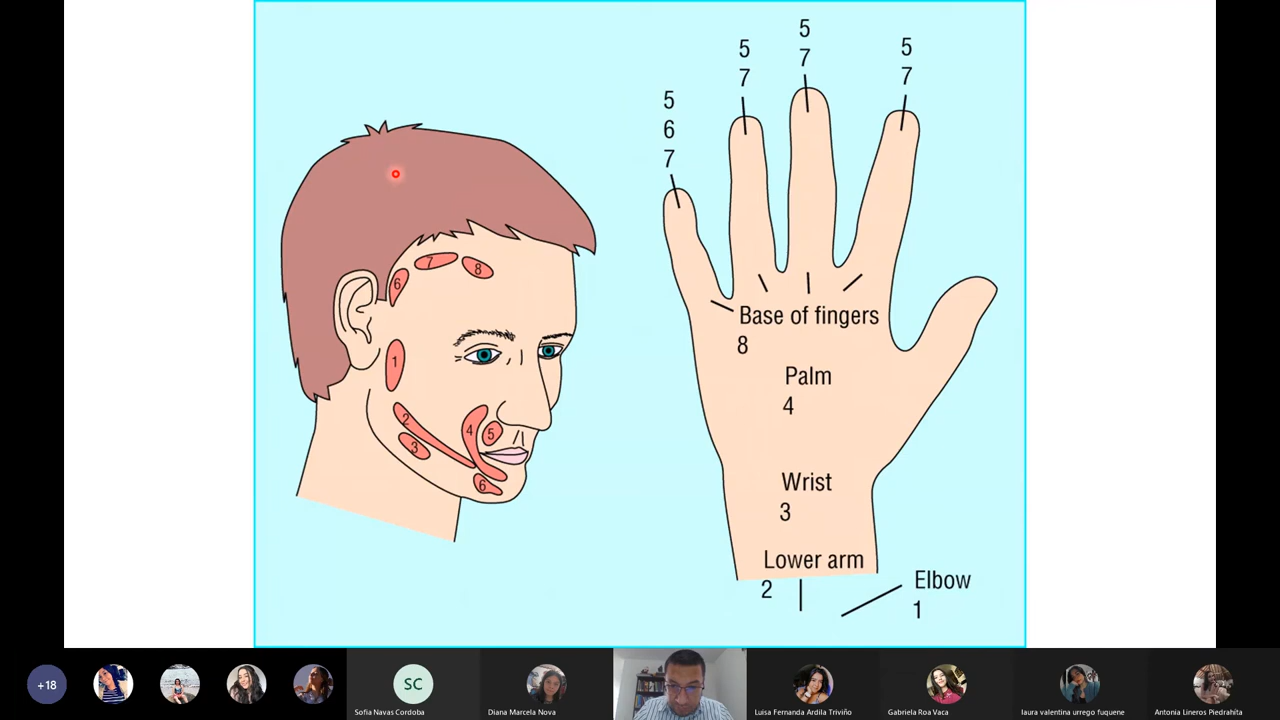 5
7
5
7
5
7
5
6
7
7
8
6
1
2
3
4
5
6
Base of fingers
8
Palm
4
Wrist
3
Lower arm
2
Elbow
1
+18
SC
Sofia Navas Cordoba
Diana Marcela Nova
Luisa Fernanda Ardila Triviño
Gabriela Roa Vaca
laura valentina urrego fuquene
Antonia Lineros Piedrahíta